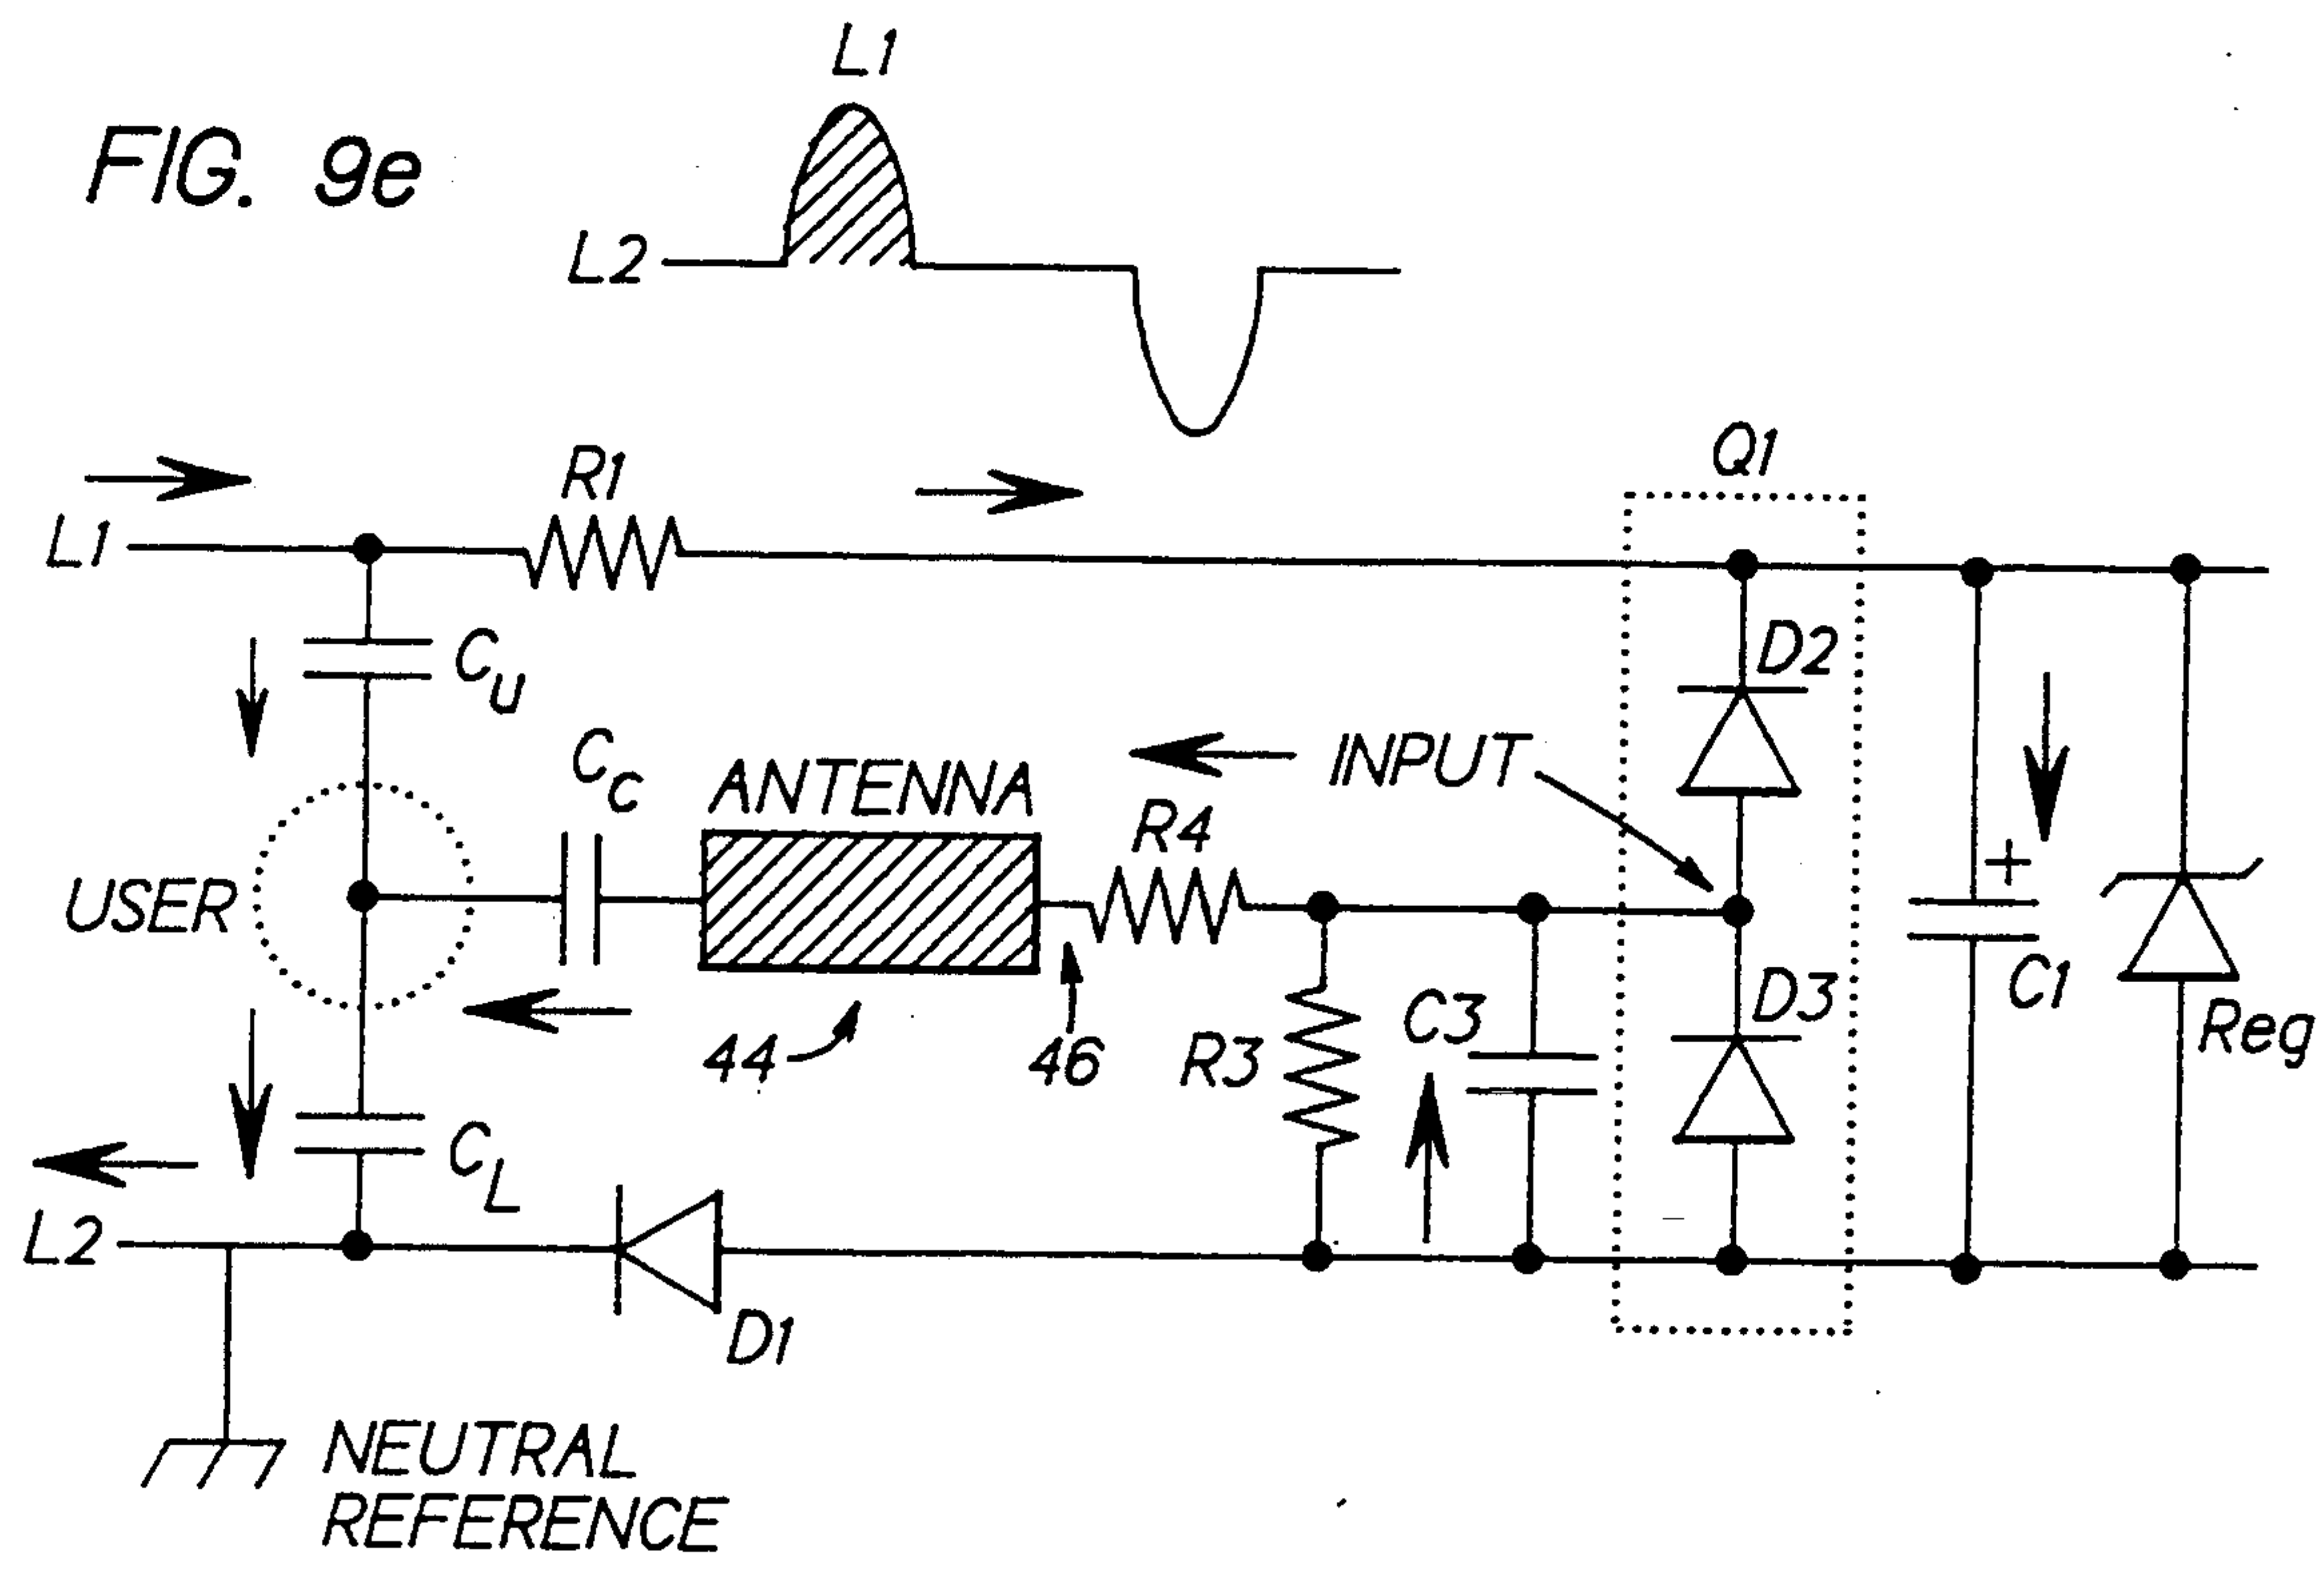 FIG. 9e
L1
L2
Q1
R1
L1
CU
D2
CC
ANTENNA
INPUT
R4
USER
+
C1
D3
C3
R3
Reg
44
46
CL
L2
D1
NEUTRAL
REFERENCE